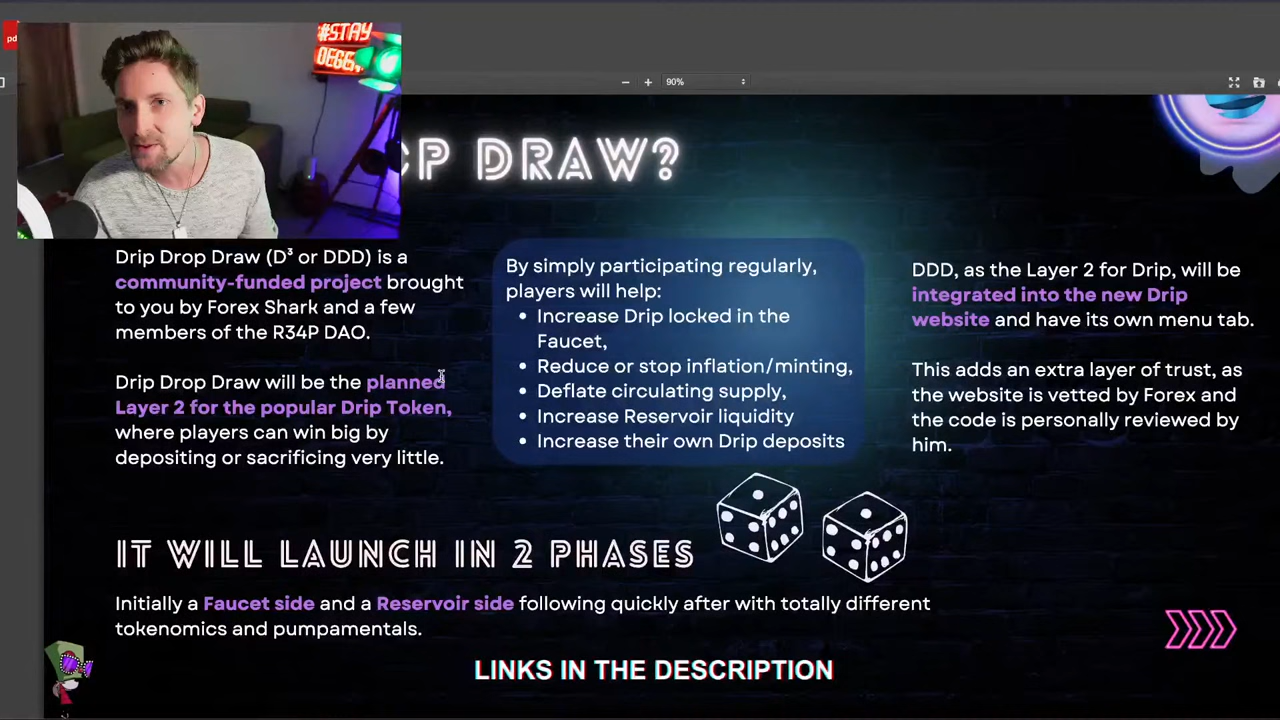 pd
#STAY
90%
P DRAW?
Drip Drop Draw (D³ or DDD) is a
community-funded project brought
to you by Forex Shark and a few
members of the R34P DAO.
Drip Drop Draw will be the planned
Layer 2 for the popular Drip Token,
where players can win big by
depositing or sacrificing very little.
By simply participating regularly,
players will help:
• Increase Drip locked in the
Faucet,
• Reduce or stop inflation/minting,
• Deflate circulating supply,
• Increase Reservoir liquidity
• Increase their own Drip deposits
DDD, as the Layer 2 for Drip, will be
integrated into the new Drip
website and have its own menu tab.
This adds an extra layer of trust, as
the website is vetted by Forex and
the code is personally reviewed by
him.
IT WILL LAUNCH IN 2 PHASES
Initially a Faucet side and a Reservoir side following quickly after with totally different
tokenomics and pumpamentals.
LINKS IN THE DESCRIPTION